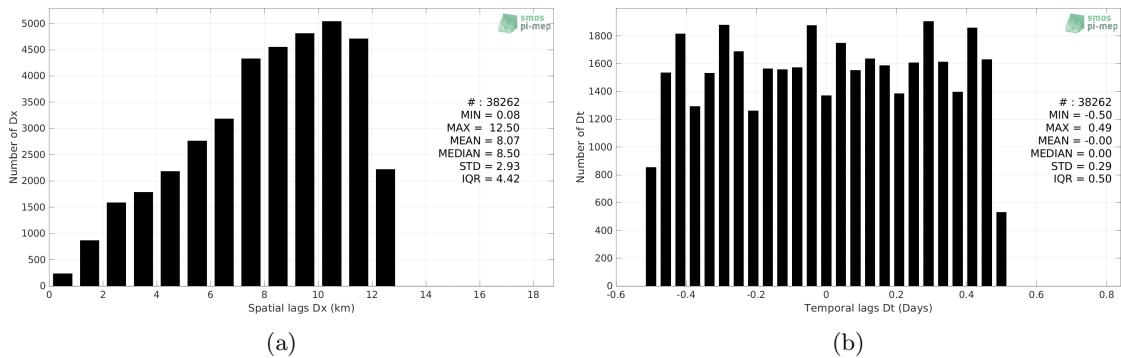 5000
4500
4000
3500
3000
2500
2000
1500
1000
500
0
Number of Dx
0 2 4 6 8 10 12 14 16 18
Spatial lags Dx (km)
smos
pi-mep
# : 38262
MIN = 0.08
MAX = 12.50
MEAN = 8.07
MEDIAN = 8.50
STD = 2.93
IQR = 4.42
(a)
1800
1600
1400
1200
1000
800
600
400
200
0
Number of Dt
-0.6 -0.4 -0.2 0 0.2 0.4 0.6 0.8
Temporal lags Dt (Days)
smos
pi-mep
# : 38262
MIN = -0.50
MAX = 0.49
MEAN = -0.00
MEDIAN = 0.00
STD = 0.29
IQR = 0.50
(b)